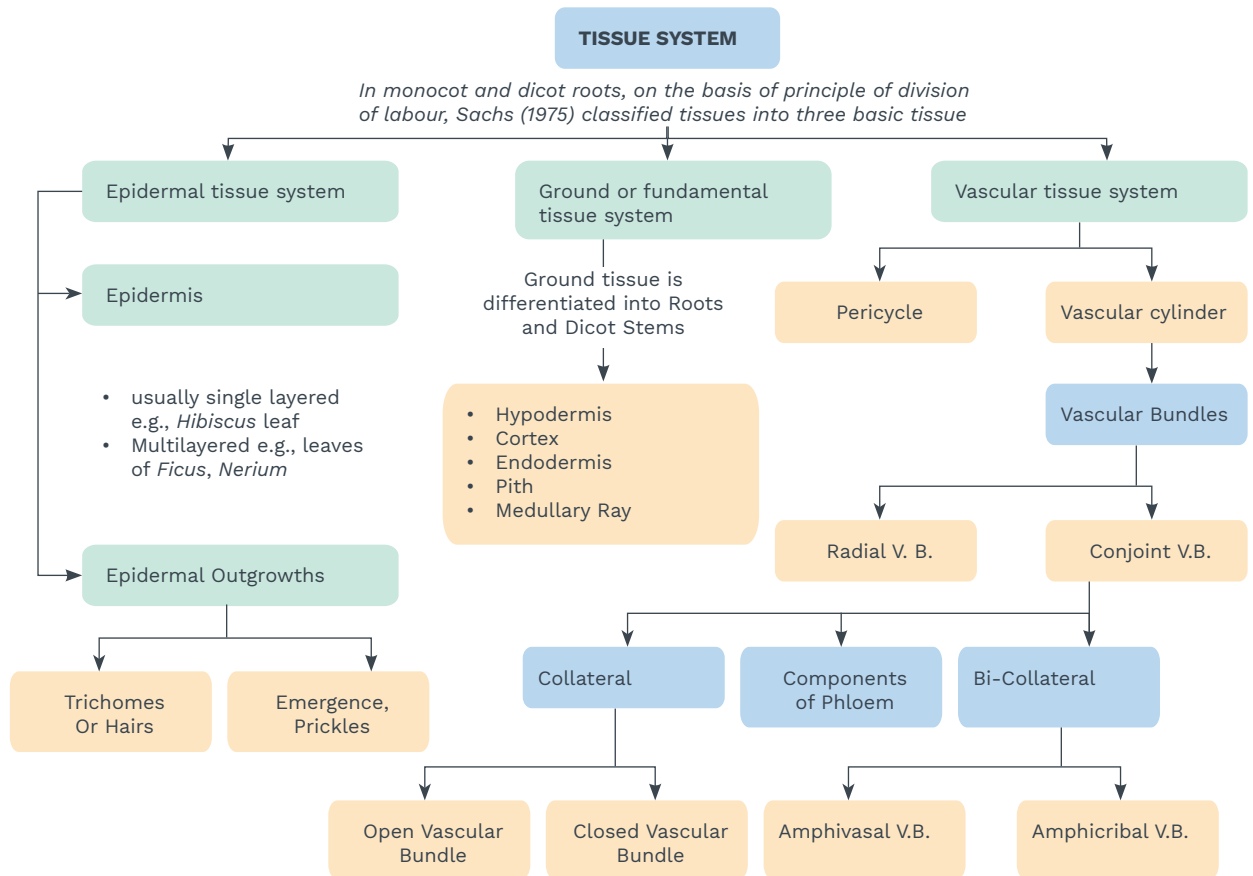 TISSUE SYSTEM
In monocot and dicot roots, on the basis of principle of division
of labour, Sachs (1975) classified tissues into three basic tissue
Epidermal tissue system
Ground or fundamental
tissue system
Vascular tissue system
Epidermis
Ground tissue is
differentiated into Roots
and Dicot Stems
Pericycle
Vascular cylinder
• usually single layered
e.g., Hibiscus leaf
• Multilayered e.g., leaves
of Ficus, Nerium
• Hypodermis
• Cortex
• Endodermis
• Pith
• Medullary Ray
Vascular Bundles
Radial V. B.
Conjoint V.B.
Epidermal Outgrowths
Trichomes
Or Hairs
Emergence,
Prickles
Collateral
Components
of Phloem
Bi-Collateral
Open Vascular
Bundle
Closed Vascular
Bundle
Amphivasal V.B.
Amphicribal V.B.